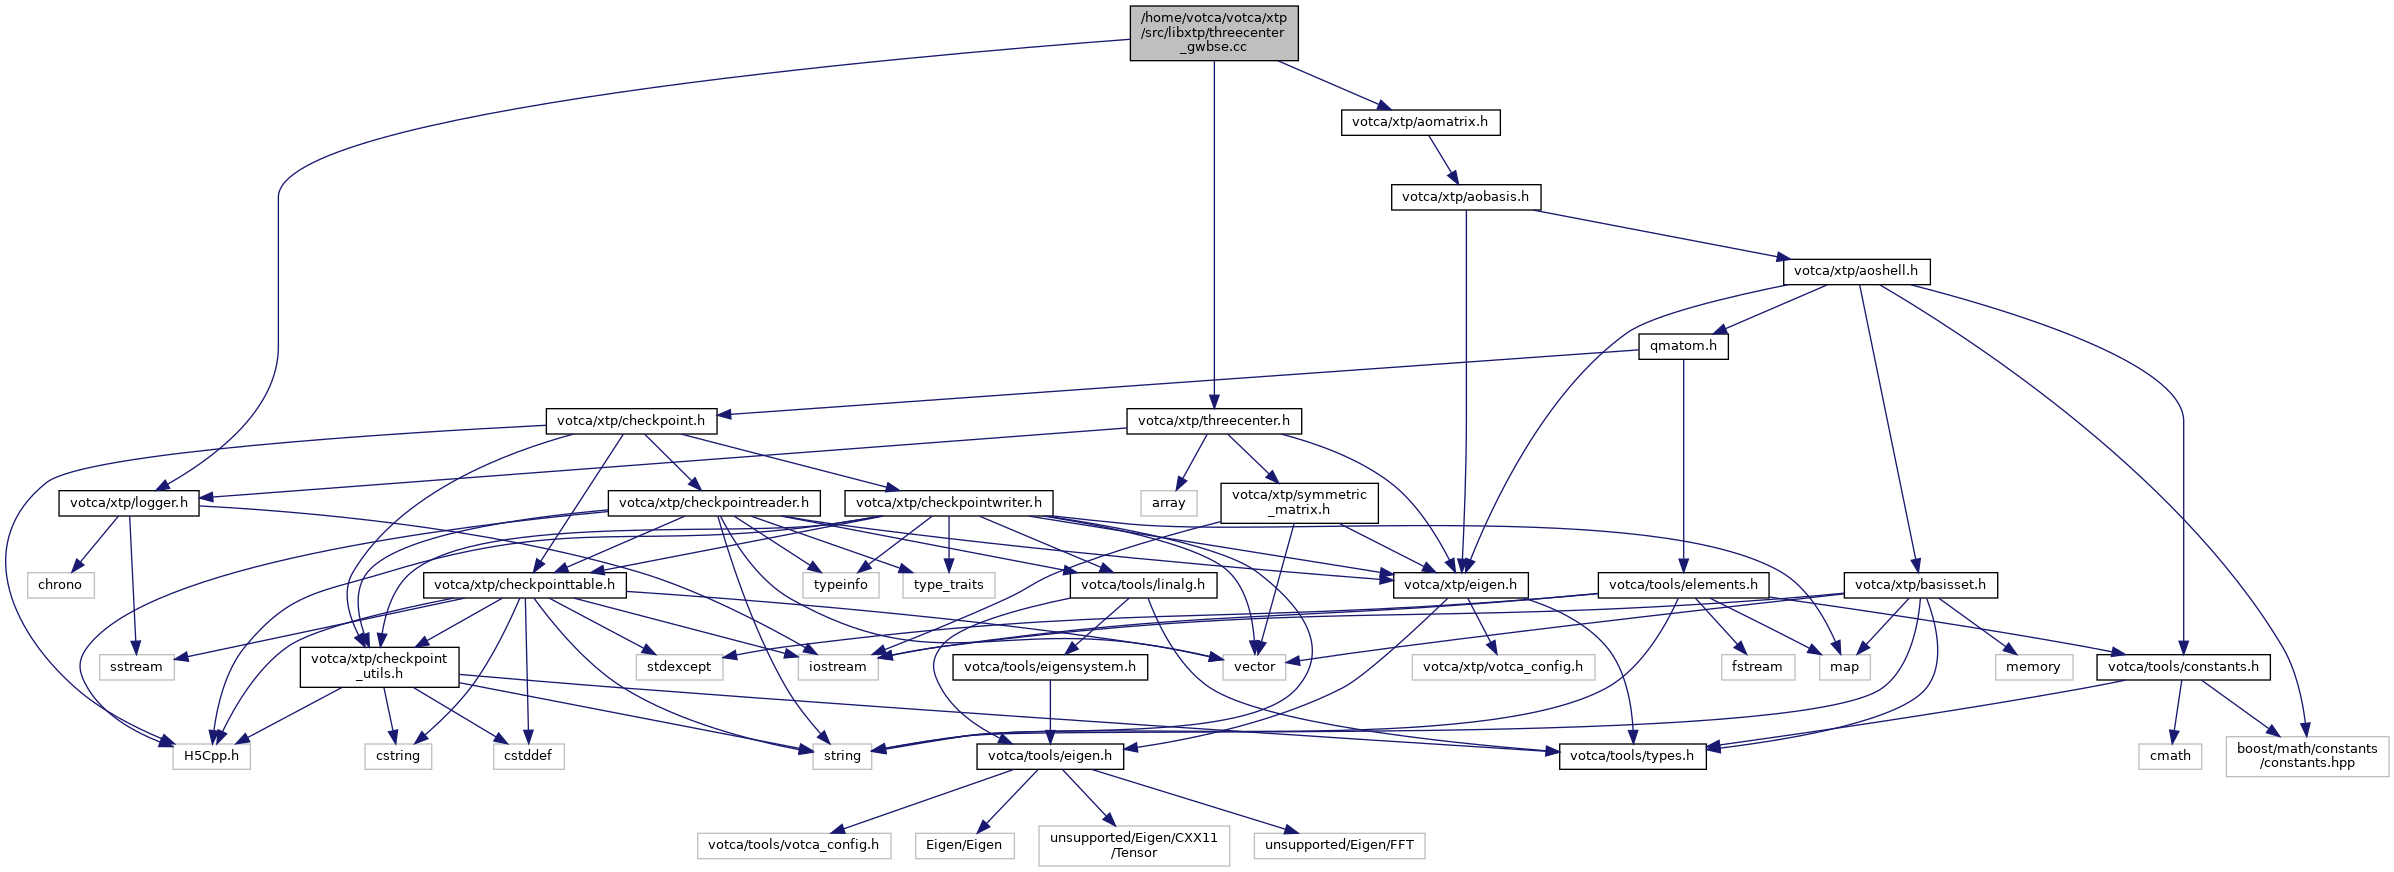 /home/votca/votca/xtp
/src/libxtp/threecenter
_gwbse.cc
votca/xtp/aomatrix.h
votca/xtp/aobasis.h
votca/xtp/aoshell.h
qmatom.h
votca/xtp/checkpoint.h
votca/xtp/threecenter.h
votca/xtp/logger.h
votca/xtp/checkpointreader.h
votca/xtp/checkpointwriter.h
array
votca/xtp/symmetric
_matrix.h
chrono
votca/xtp/checkpointtable.h
typeinfo
type_traits
votca/tools/linalg.h
votca/xtp/eigen.h
votca/tools/elements.h
votca/xtp/basisset.h
sstream
votca/xtp/checkpoint
_utils.h
stdexcept
iostream
votca/tools/eigensystem.h
vector
votca/xtp/votca_config.h
fstream
map
memory
votca/tools/constants.h
H5Cpp.h
cstring
cstddef
string
votca/tools/eigen.h
votca/tools/types.h
cmath
boost/math/constants
/constants.hpp
votca/tools/votca_config.h
Eigen/Eigen
unsupported/Eigen/CXX11
/Tensor
unsupported/Eigen/FFT